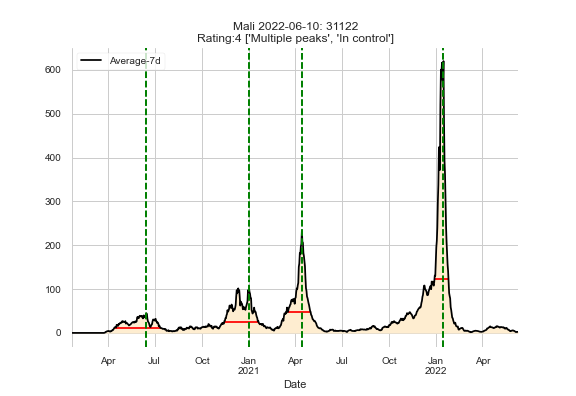 Mali 2022-06-10: 31122
Rating:4 ['Multiple peaks', 'In control']
Average-7d
600
500
400
300
200
100
0
Apr Jul Oct Jan Apr Jul Oct Jan Apr
2021 2022
Date